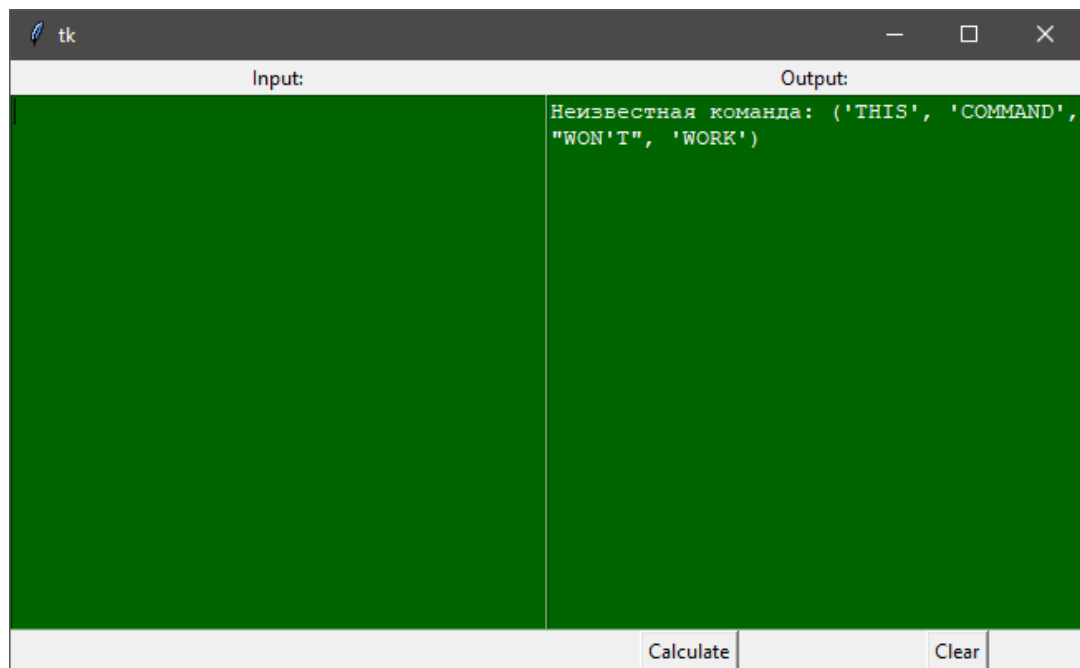 tk
Input:
Output:
Неизвестная команда: ('THIS', 'COMMAND',
"WON'T", 'WORK')
Calculate
Clear